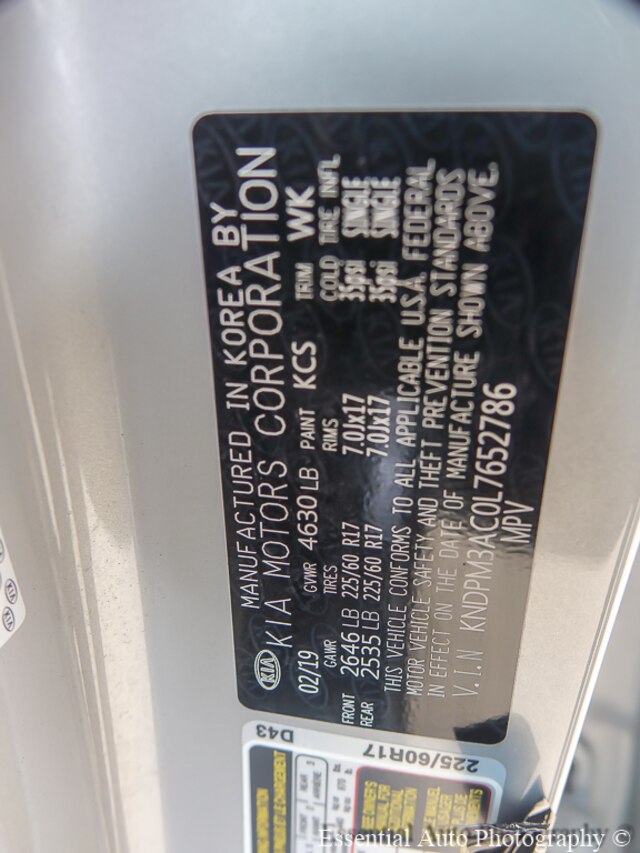 MANUFACTURED IN KOREA BY
KIA KIA MOTORS CORPORATION
02/19 GVWR 4630 LB PAINT KCS TRIM WK
GAWR TIRES RIMS COLD TIRE INFL
FRONT 2646 LB 225/60 R17 7.0Jx17 35psi SINGLE
REAR 2535 LB 225/60 R17 7.0Jx17 35psi SINGLE
THIS VEHICLE CONFORMS TO ALL APPLICABLE U.S.A. FEDERAL
MOTOR VEHICLE SAFETY AND THEFT PREVENTION STANDARDS
IN EFFECT ON THE DATE OF MANUFACTURE SHOWN ABOVE.
V.I.N KNDPM3AC0L7652786
MPV
D43
225/60R17
REAR 3
Essential Auto Photography ©